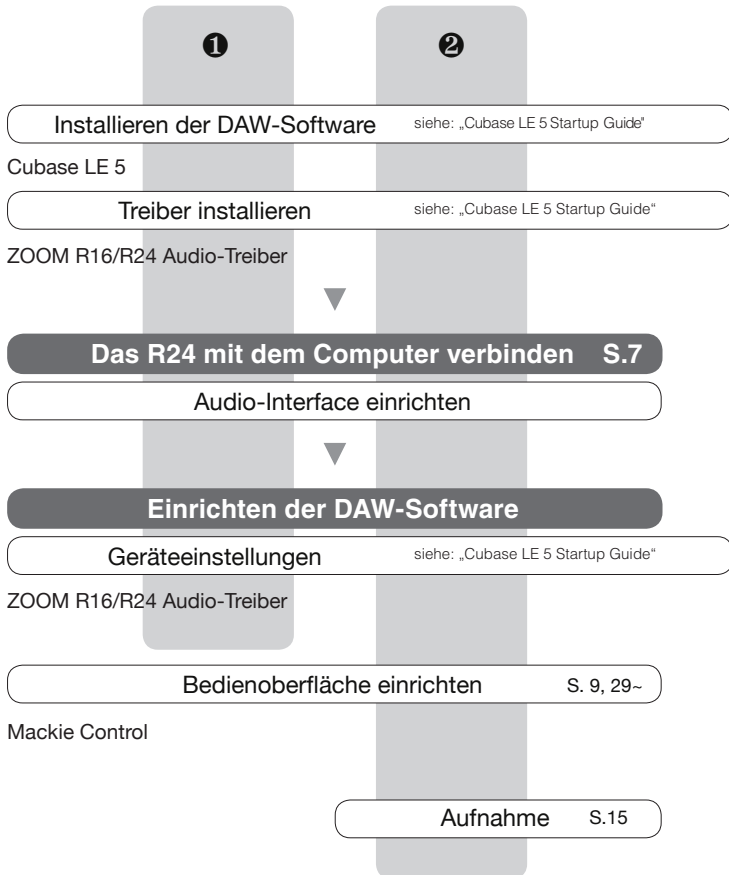 ❶ ❷
Installieren der DAW-Software siehe: „Cubase LE 5 Startup Guide"
Cubase LE 5
Treiber installieren siehe: „Cubase LE 5 Startup Guide“
ZOOM R16/R24 Audio-Treiber
Das R24 mit dem Computer verbinden S.7
Audio-Interface einrichten
Einrichten der DAW-Software
Geräteeinstellungen siehe: „Cubase LE 5 Startup Guide“
ZOOM R16/R24 Audio-Treiber
Bedienoberfläche einrichten S. 9, 29~
Mackie Control
Aufnahme S.15